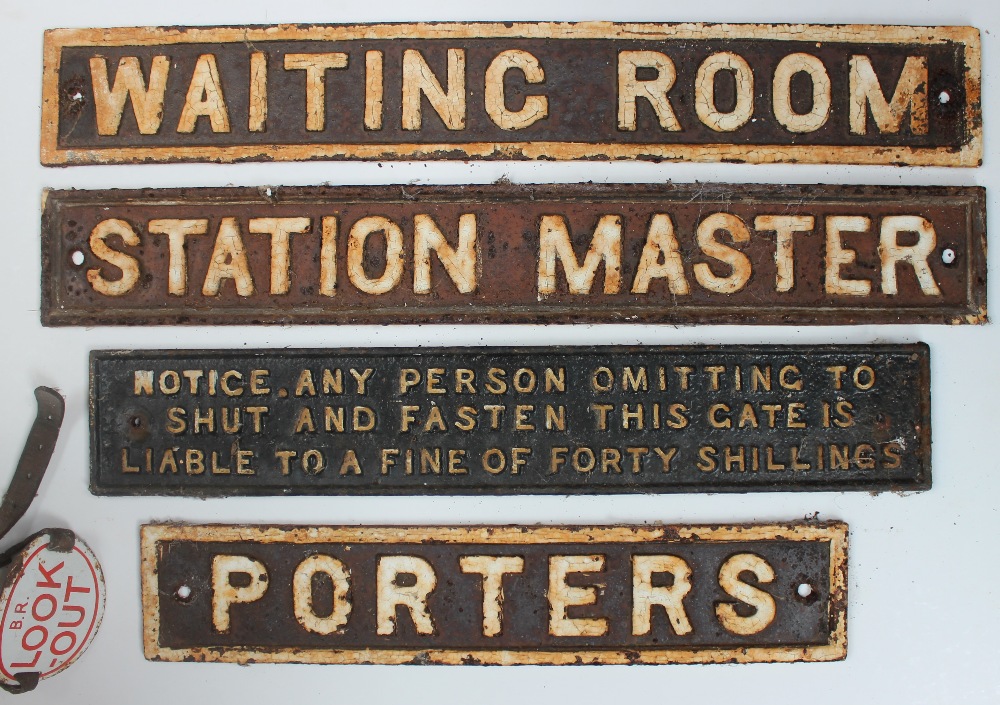 WAITING ROOM
STATION MASTER
NOTICE. ANY PERSON OMITTING TO
SHUT AND FASTEN THIS GATE IS
LIABLE TO A FINE OF FORTY SHILLINGS
PORTERS
B.R.
LOOK
OUT